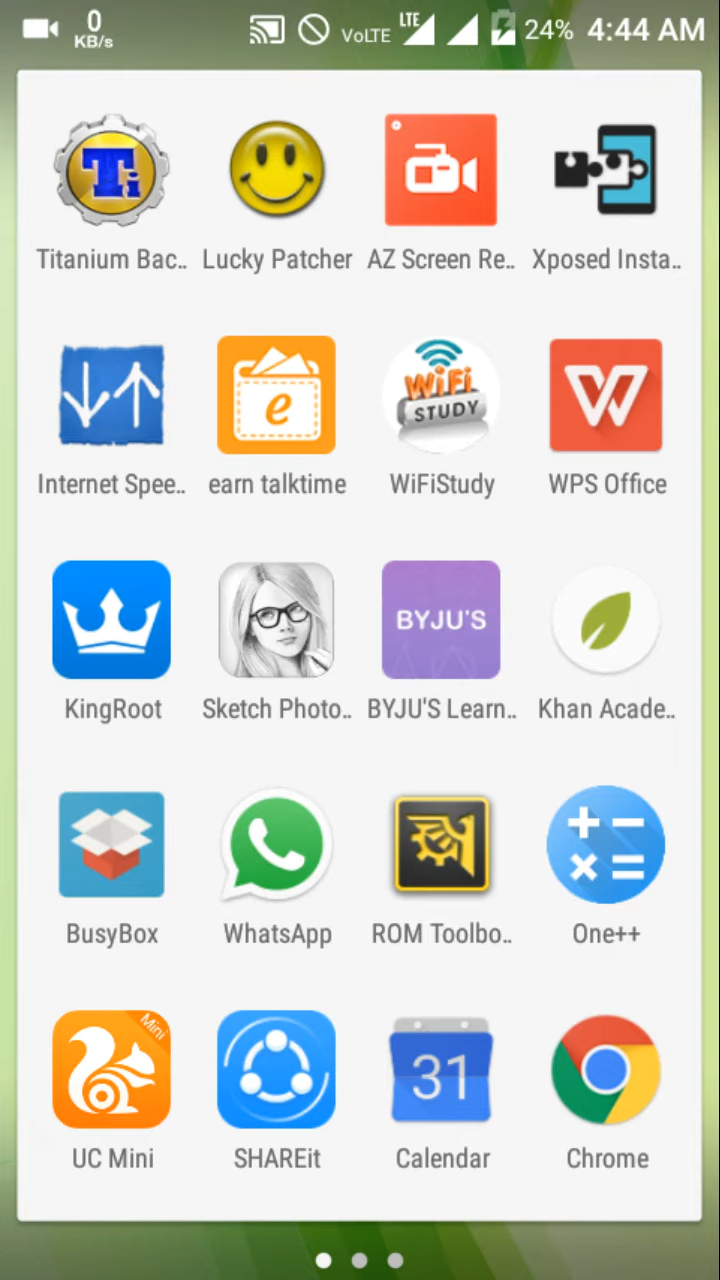 0
KB/s
VoLTE LTE 24% 4:44 AM
Ti
Titanium Bac.. Lucky Patcher AZ Screen Re.. Xposed Insta..
e
WiFi
STUDY
Internet Spee.. earn talktime WiFiStudy WPS Office
BYJU'S
KingRoot Sketch Photo.. BYJU'S Learn.. Khan Acade..
BusyBox WhatsApp ROM Toolbo.. One++
Mini
31
UC Mini SHAREit Calendar Chrome